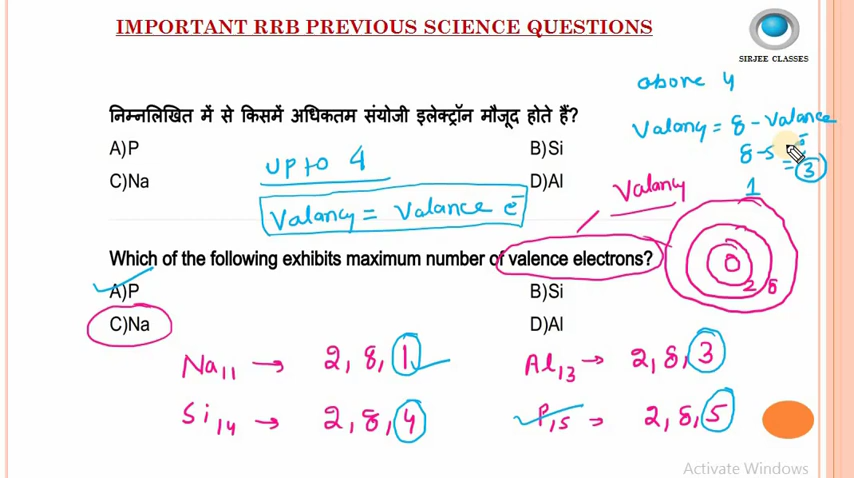 IMPORTANT RRB PREVIOUS SCIENCE QUESTIONS
SIRJEE CLASSES
above 4
निम्नलिखित में से किसमें अधिकतम संयोजी इलेक्ट्रॉन मौजूद होते हैं?
Valany = 8 - Valance
A)P
B)Si
8-5
= 3
UP to 4
C)Na
D)Al
Valancy
1
Valancy = Valance e-
Which of the following exhibits maximum number of valence electrons?
2 8
A)P
B)Si
C)Na
D)Al
Na11 → 2, 8, 1
Al13 → 2, 8, 3
Si14 → 2, 8, 4
P15 → 2, 8, 5
Activate Windows